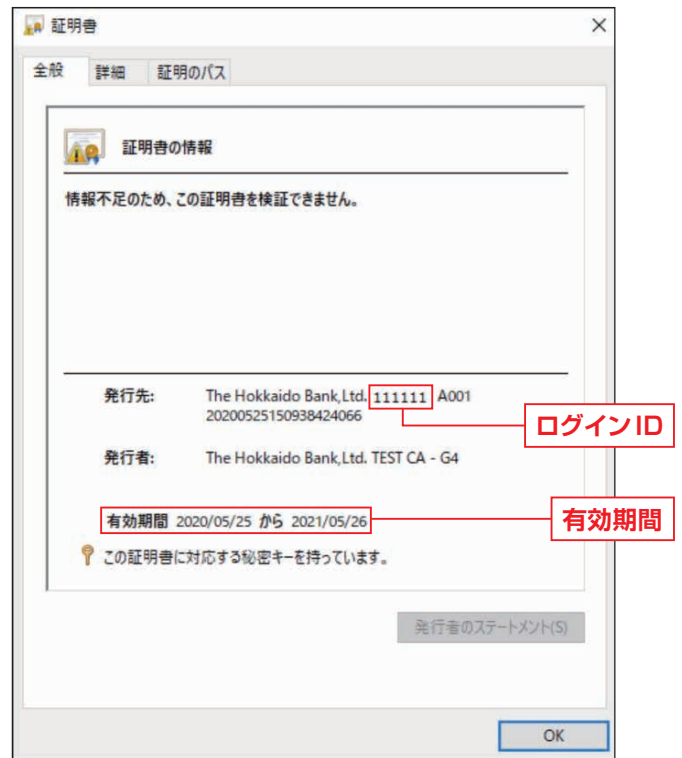 証明書
全般 詳細 証明のパス
証明書の情報
情報不足のため、この証明書を検証できません。
発行先: The Hokkaido Bank,Ltd. 111111 A001
20200525150938424066
ログインID
発行者: The Hokkaido Bank,Ltd. TEST CA - G4
有効期間 2020/05/25 から 2021/05/26
有効期間
この証明書に対応する秘密キーを持っています。
発行者のステートメント(S)
OK